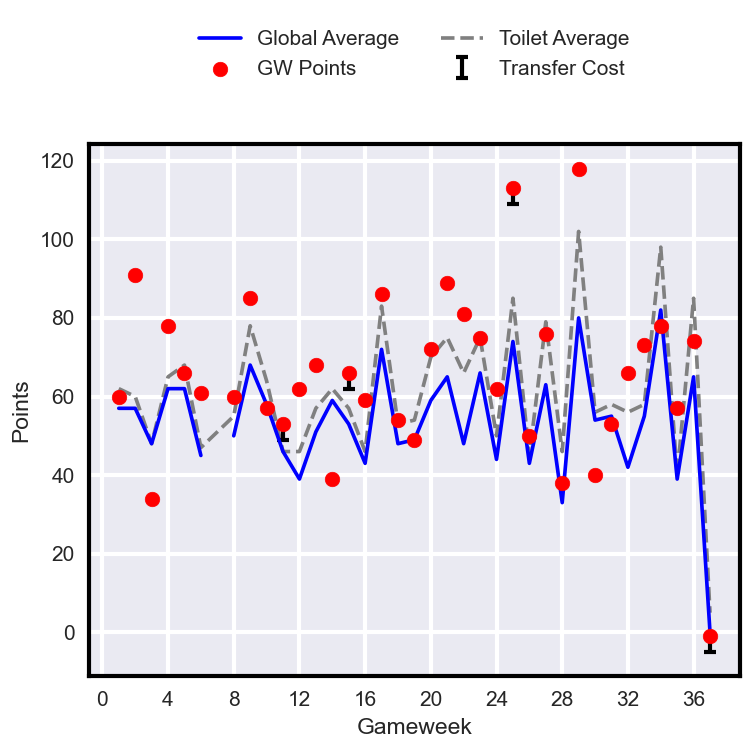 Global Average
Toilet Average
GW Points
Transfer Cost
120
100
80
60
40
20
0
Points
0 4 8 12 16 20 24 28 32 36
Gameweek